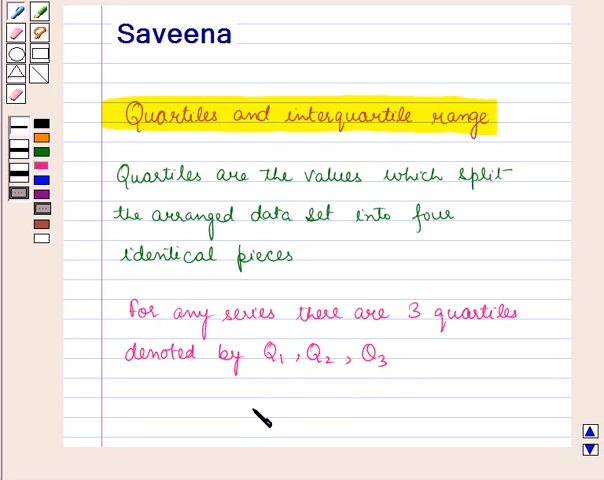 Saveena
Quartiles and interquartile range
Quartiles are the values which split
the arranged data set into four
identical pieces
For any series there are 3 quartiles
denoted by Q₁, Q₂, Q₃